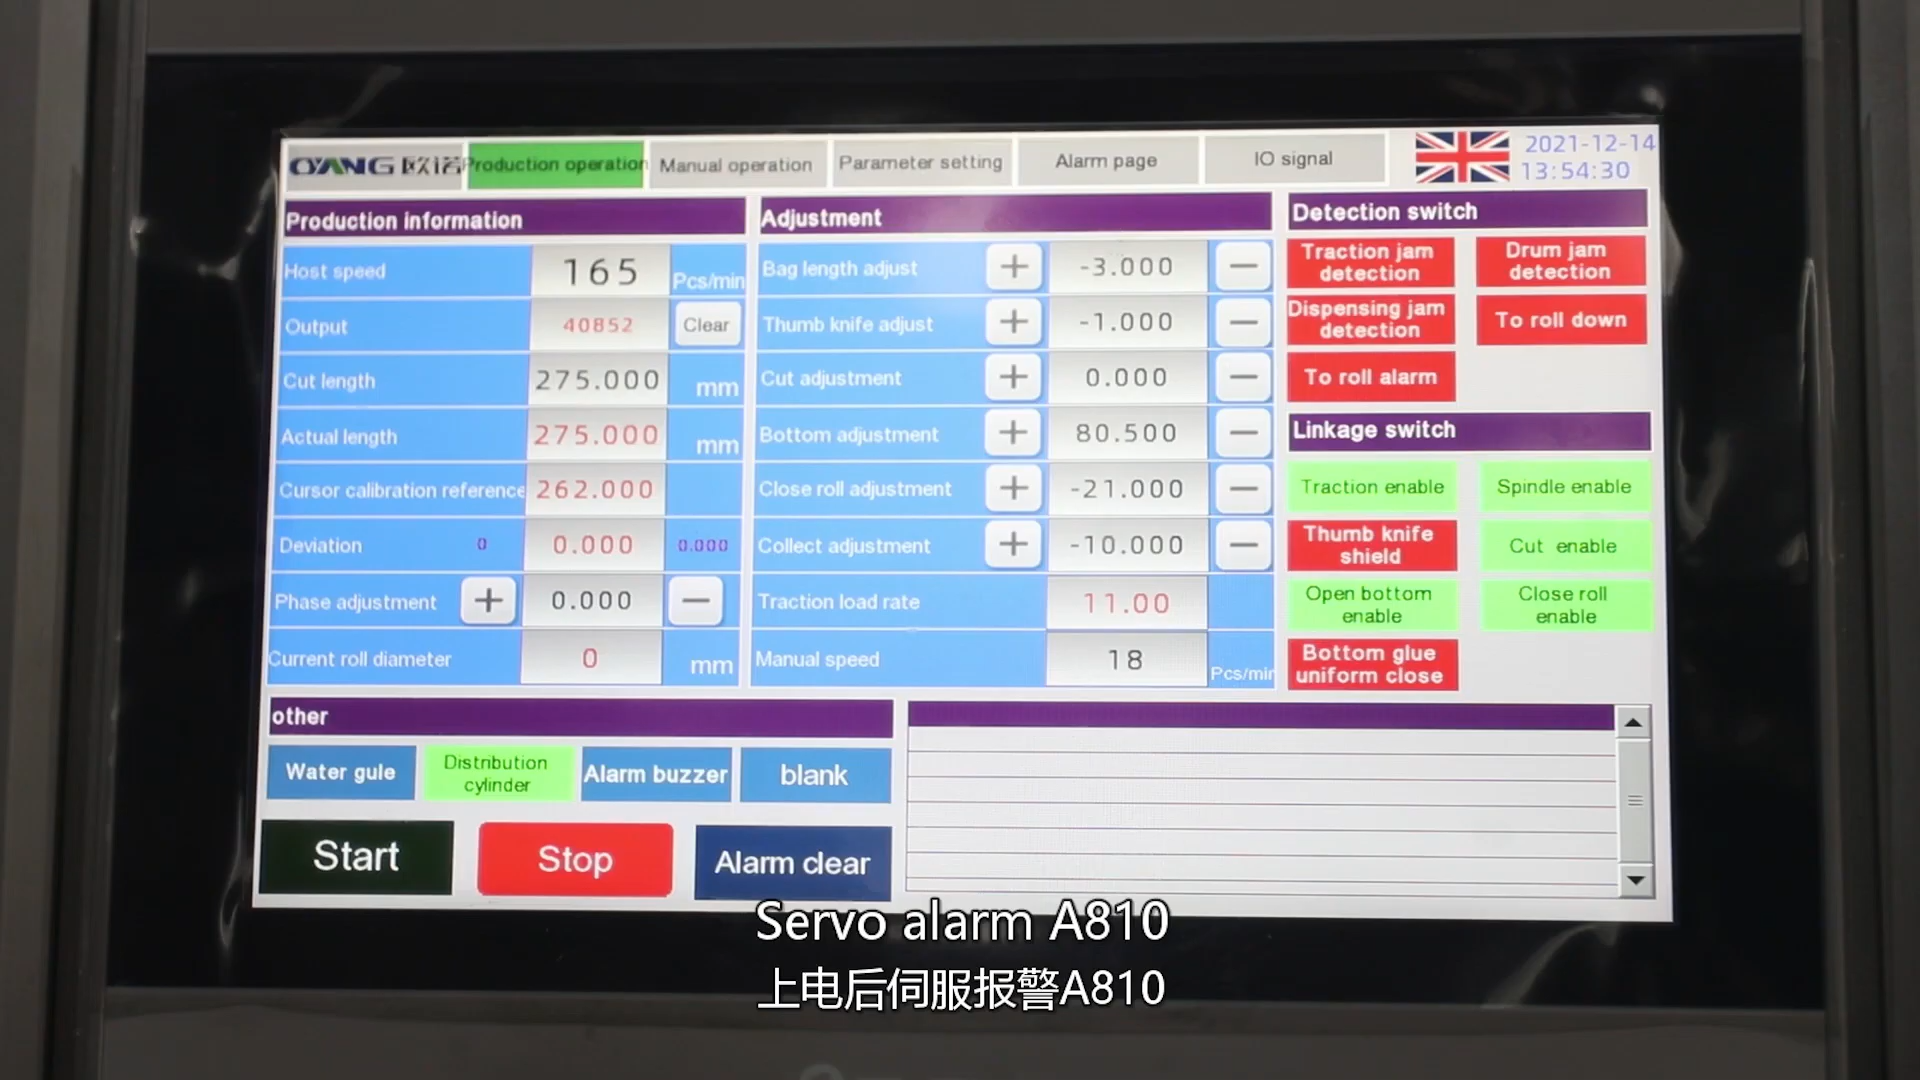 OYANG 欧诺
Production operation
Manual operation
Parameter setting
Alarm page
IO signal
2021-12-14
13:54:30
Production information
Host speed 165 Pcs/min
Output 40852 Clear
Cut length 275.000 mm
Actual length 275.000 mm
Cursor calibration reference 262.000
Deviation 0 0.000 0.000
Phase adjustment + 0.000 −
Current roll diameter 0 mm
Adjustment
Bag length adjust + -3.000 −
Thumb knife adjust + -1.000 −
Cut adjustment + 0.000 −
Bottom adjustment + 80.500 −
Close roll adjustment + -21.000 −
Collect adjustment + -10.000 −
Traction load rate 11.00
Manual speed 18 Pcs/min
Detection switch
Traction jam
detection
Drum jam
detection
Dispensing jam
detection
To roll down
To roll alarm
Linkage switch
Traction enable
Spindle enable
Thumb knife
shield
Cut enable
Open bottom
enable
Close roll
enable
Bottom glue
uniform close
other
Water gule
Distribution
cylinder
Alarm buzzer
blank
Start
Stop
Alarm clear
Servo alarm A810
上电后伺服报警A810